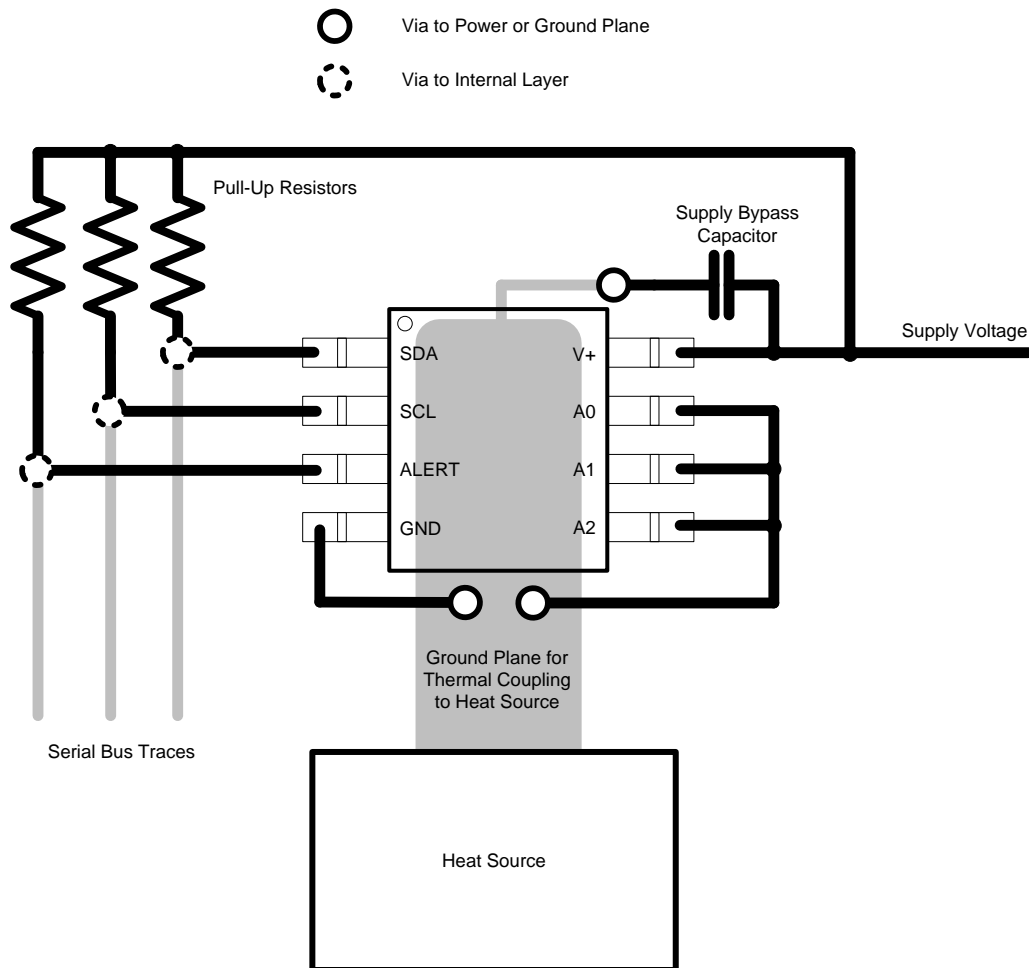 Via to Power or Ground Plane
Via to Internal Layer
Pull-Up Resistors
Supply Bypass
Capacitor
Supply Voltage
SDA
V+
SCL
A0
ALERT
A1
GND
A2
Ground Plane for
Thermal Coupling
to Heat Source
Serial Bus Traces
Heat Source